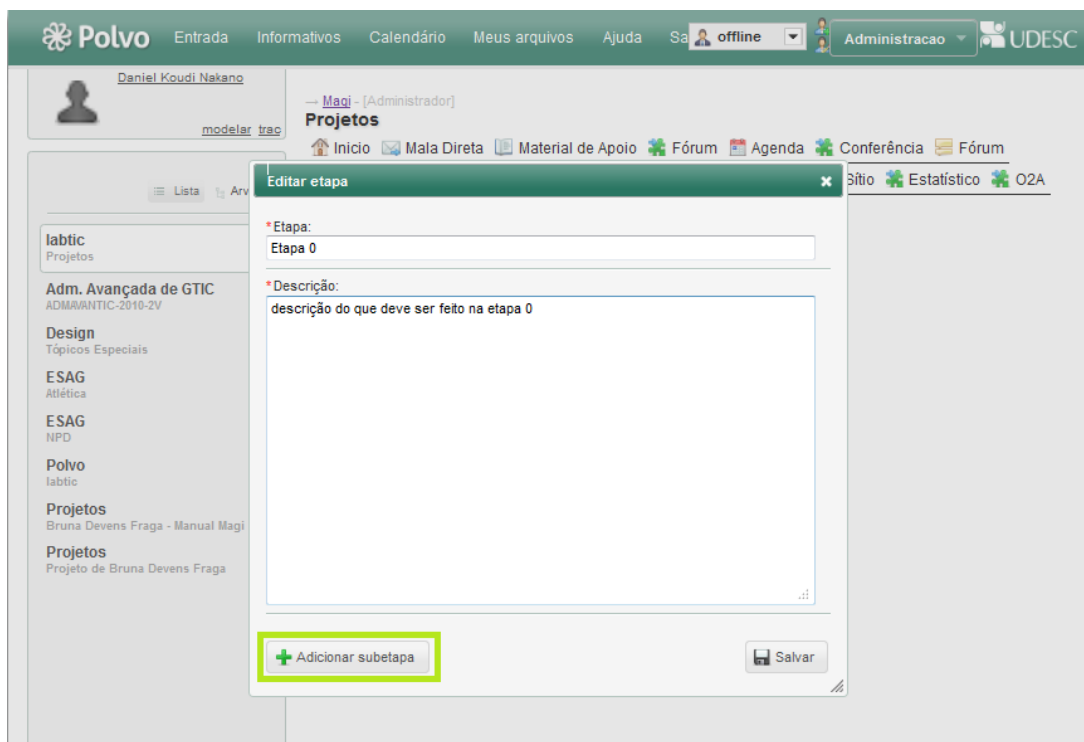 Polvo Entrada Informativos Calendário Meus arquivos Ajuda Sa offline Administracao UDESC
Daniel Koudi Nakano
modelar trac
→ Magi - [Administrador]
Projetos
Inicio Mala Direta Material de Apoio Fórum Agenda Conferência Fórum
Sítio Estatístico O2A
Lista Arv
labtic
Projetos
Adm. Avançada de GTIC
ADMAVANTIC-2010-2V
Design
Tópicos Especiais
ESAG
Atlética
ESAG
NPD
Polvo
labtic
Projetos
Bruna Devens Fraga - Manual Magi
Projetos
Projeto de Bruna Devens Fraga
Editar etapa
*Etapa:
Etapa 0
*Descrição:
descrição do que deve ser feito na etapa 0
Adicionar subetapa
Salvar